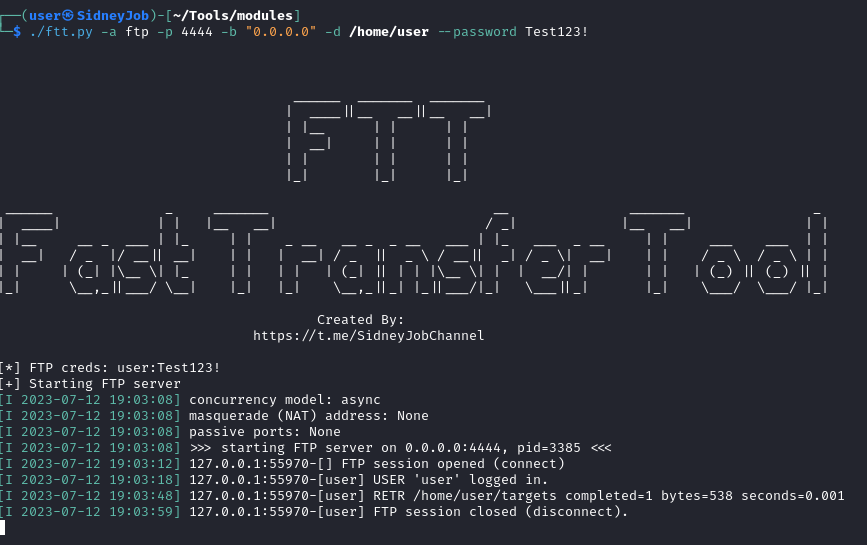 (user㉿SidneyJob)-[~/Tools/modules]
$ ./ftt.py -a ftp -p 4444 -b "0.0.0.0" -d /home/user --password Test123!
FTT
Fast Transfer Tool
Created By:
https://t.me/SidneyJobChannel
[*] FTP creds: user:Test123!
[+] Starting FTP server
[I 2023-07-12 19:03:08] concurrency model: async
[I 2023-07-12 19:03:08] masquerade (NAT) address: None
[I 2023-07-12 19:03:08] passive ports: None
[I 2023-07-12 19:03:08] >>> starting FTP server on 0.0.0.0:4444, pid=3385 <<<
[I 2023-07-12 19:03:12] 127.0.0.1:55970-[] FTP session opened (connect)
[I 2023-07-12 19:03:18] 127.0.0.1:55970-[user] USER 'user' logged in.
[I 2023-07-12 19:03:48] 127.0.0.1:55970-[user] RETR /home/user/targets completed=1 bytes=538 seconds=0.001
[I 2023-07-12 19:03:59] 127.0.0.1:55970-[user] FTP session closed (disconnect).